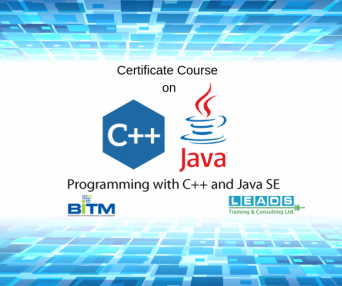 Certificate Course
on
C++
Java
Programming with C++ and Java SE
BITM
LEADS
Training & Consulting Ltd.